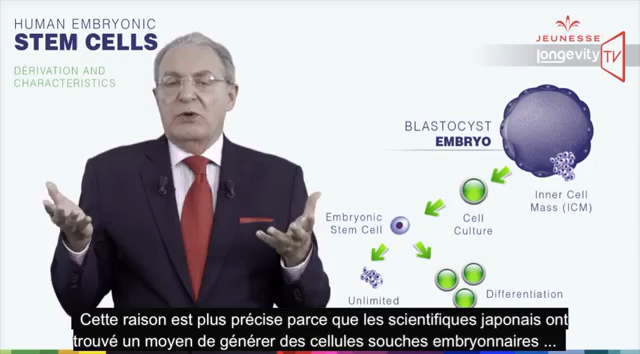 HUMAN EMBRYONIC
STEM CELLS
DÉRIVATION AND
CHARACTERISTICS
JEUNESSE
longevity TV
BLASTOCYST
EMBRYO
Inner Cell
Mass (ICM)
Cell
Culture
Embryonic
Stem Cell
Unlimited
Differentiation
Cette raison est plus précise parce que les scientifiques japonais ont
trouvé un moyen de générer des cellules souches embryonnaires ...